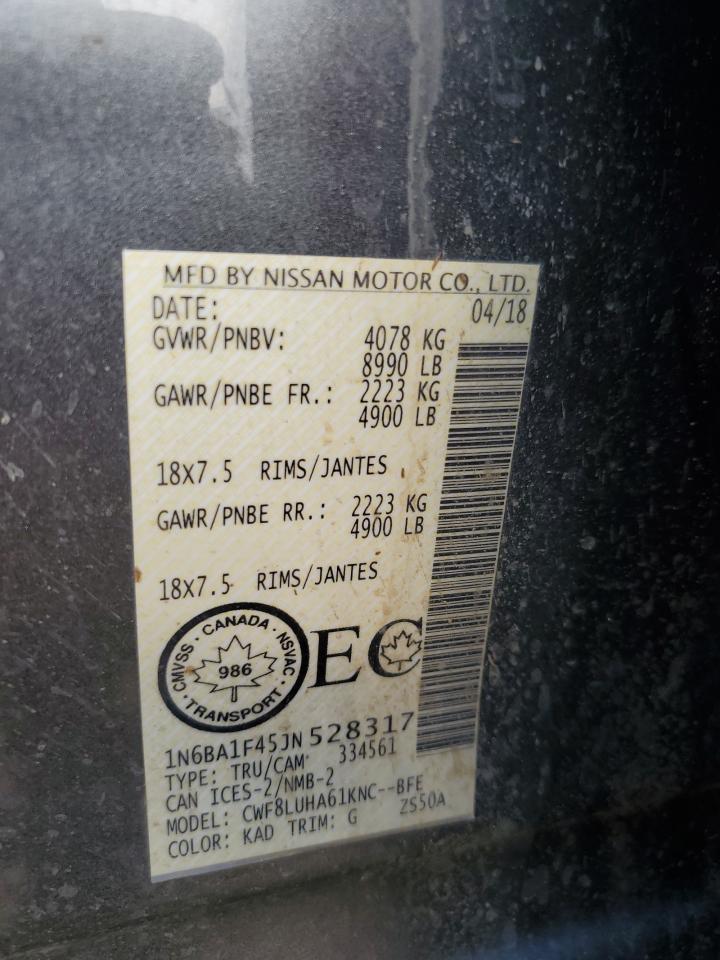 MFD BY NISSAN MOTOR CO., LTD.
DATE: 04/18
GVWR/PNBV: 4078 KG
8990 LB
GAWR/PNBE FR.: 2223 KG
4900 LB
18X7.5 RIMS/JANTES
GAWR/PNBE RR.: 2223 KG
4900 LB
18X7.5 RIMS/JANTES
CMVSS · CANADA · NSVAC · TRANSPORT ·
986
EC
1N6BA1F45JN528317
334561
TYPE: TRU/CAM
CAN ICES-2/NMB-2
MODEL: CWF8LUHA61KNC--BFE
COLOR: KAD TRIM: G ZS50A